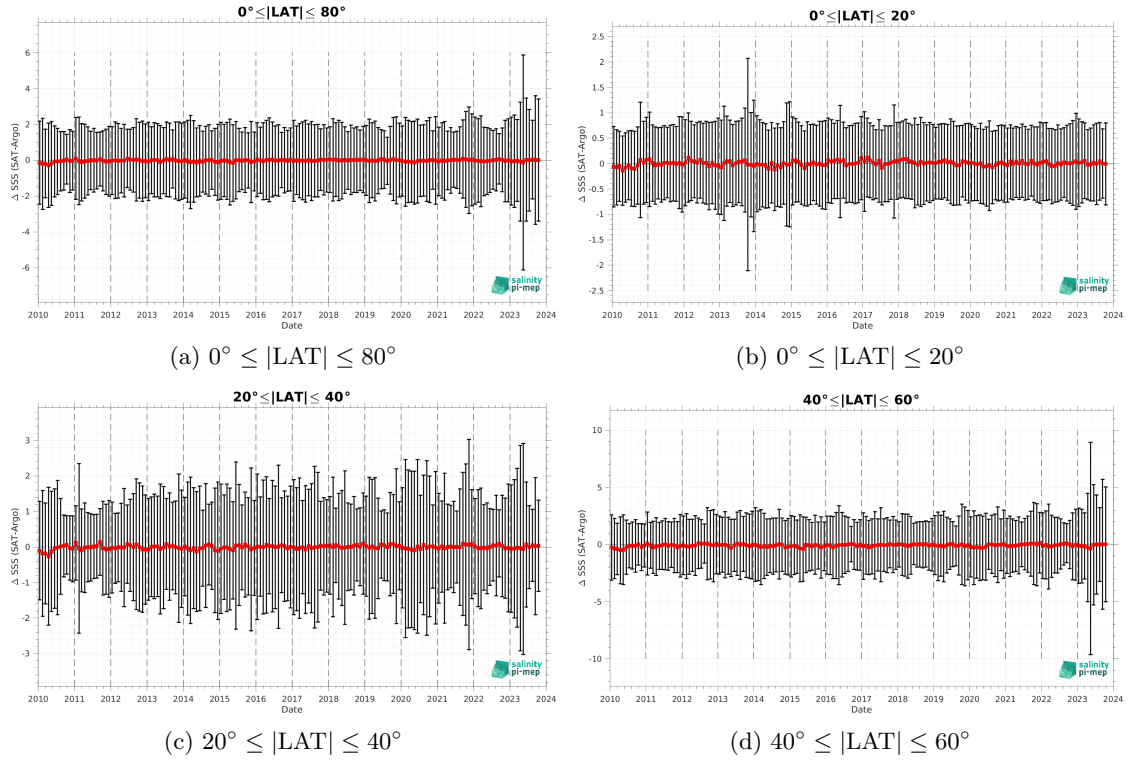 0°≤|LAT|≤ 80°
Δ SSS (SAT-Argo)
6
4
2
0
-2
-4
-6
salinity
pi-mep
2010 2011 2012 2013 2014 2015 2016 2017 2018 2019 2020 2021 2022 2023 2024
Date
(a) 0° ≤ |LAT| ≤ 80°
0°≤|LAT|≤ 20°
Δ SSS (SAT-Argo)
2.5
2
1.5
1
0.5
0
-0.5
-1
-1.5
-2
-2.5
salinity
pi-mep
2010 2011 2012 2013 2014 2015 2016 2017 2018 2019 2020 2021 2022 2023 2024
Date
(b) 0° ≤ |LAT| ≤ 20°
20°≤|LAT|≤ 40°
Δ SSS (SAT-Argo)
3
2
1
0
-1
-2
-3
salinity
pi-mep
2010 2011 2012 2013 2014 2015 2016 2017 2018 2019 2020 2021 2022 2023 2024
Date
(c) 20° ≤ |LAT| ≤ 40°
40°≤|LAT|≤ 60°
Δ SSS (SAT-Argo)
10
5
0
-5
-10
salinity
pi-mep
2010 2011 2012 2013 2014 2015 2016 2017 2018 2019 2020 2021 2022 2023 2024
Date
(d) 40° ≤ |LAT| ≤ 60°